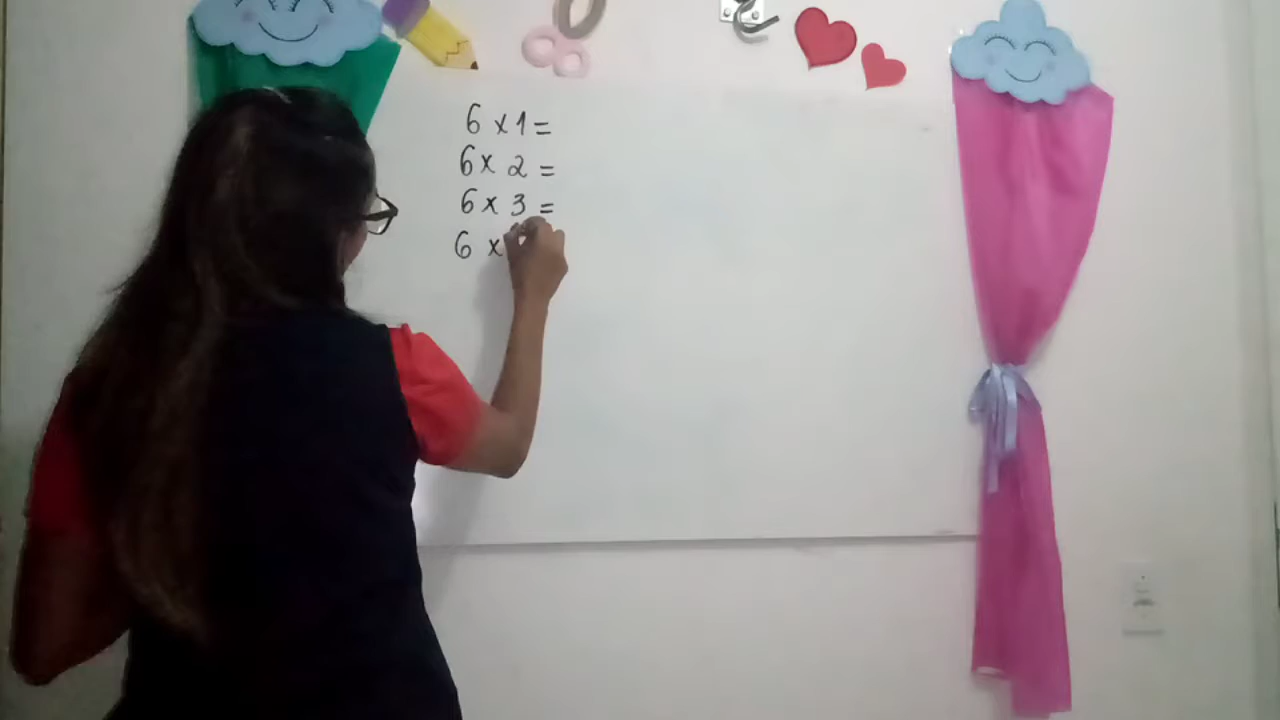 6 x 1 =
6 x 2 =
6 x 3 =
6 x